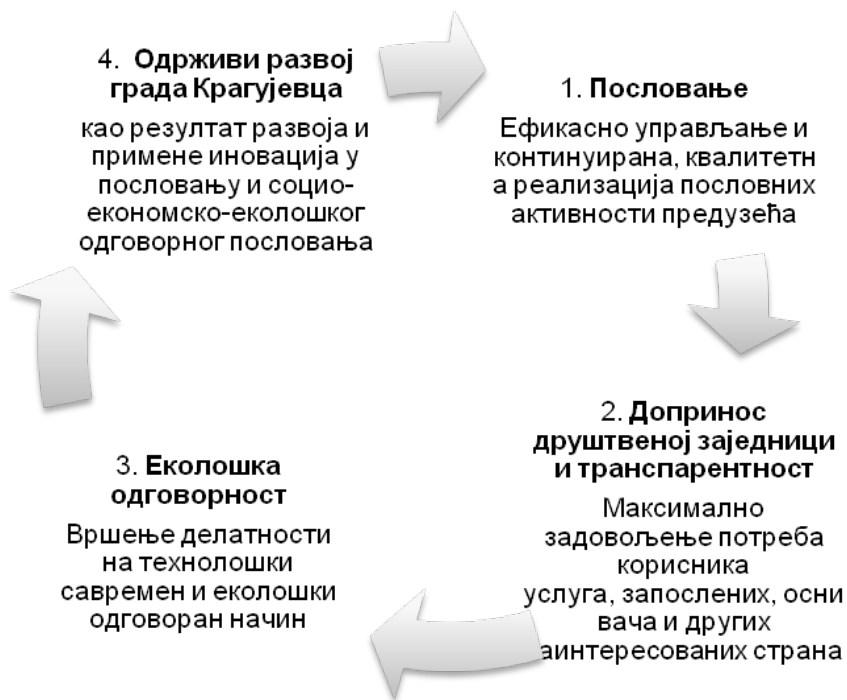 1. Пословање
Ефикасно управљање и
континуирана, квалитетн
а реализација пословних
активности предузећа
2. Допринос
друштвеној заједници
и транспарентност
Максимално
задовољење потреба
корисника
услуга, запослених, осни
вача и других
аинтересованих страна
3. Еколошка
одговорност
Вршење делатности
на технолошки
савремен и еколошки
одговоран начин
4. Одрживи развој
града Крагујевца
као резултат развоја и
примене иновација у
пословању и социо-
економско-еколошког
одговорног пословања